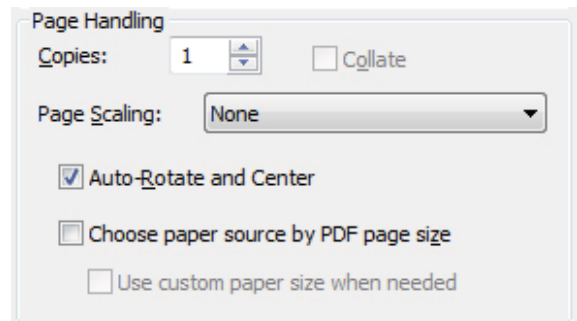 Page Handling
Copies: 1 Collate
Page Scaling: None
Auto-Rotate and Center
Choose paper source by PDF page size
Use custom paper size when needed